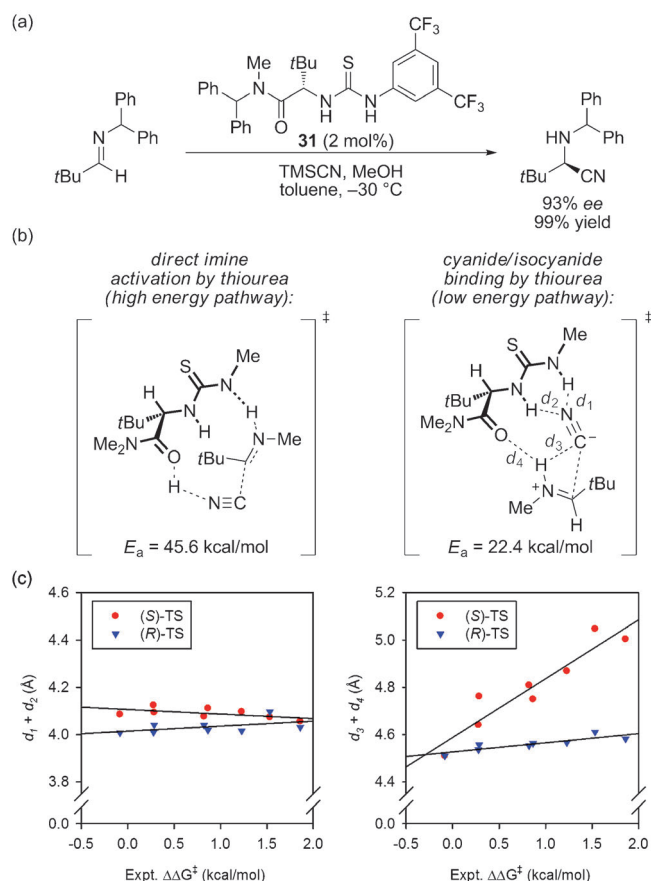 (a)
CF3
Me
tBu
S
Ph
N
N
H
N
H
CF3
Ph
O
31 (2 mol%)
Ph
N
Ph
tBu
H
TMSCN, MeOH
toluene, –30 °C
Ph
HN
Ph
tBu
CN
93% ee
99% yield
(b)
direct imine
activation by thiourea
(high energy pathway):
cyanide/isocyanide
binding by thiourea
(low energy pathway):
‡
S
Me
H
N
N
tBu
H
H
Me2N
O
N
Me
tBu
H
N≡C
Ea = 45.6 kcal/mol
‡
S
Me
H
N
N
H
H
d2
d1
tBu
N
Me2N
O
d3
C
–
d4
H
N
+
tBu
Me
H
Ea = 22.4 kcal/mol
(c)
4.6
4.4
4.2
4.0
3.8
0.0
d1 + d2 (Å)
(S)-TS
(R)-TS
-0.5 0.0 0.5 1.0 1.5 2.0
Expt. ΔΔG‡ (kcal/mol)
5.2
5.0
4.8
4.6
4.4
0.0
d3 + d4 (Å)
(S)-TS
(R)-TS
-0.5 0.0 0.5 1.0 1.5 2.0
Expt. ΔΔG‡ (kcal/mol)